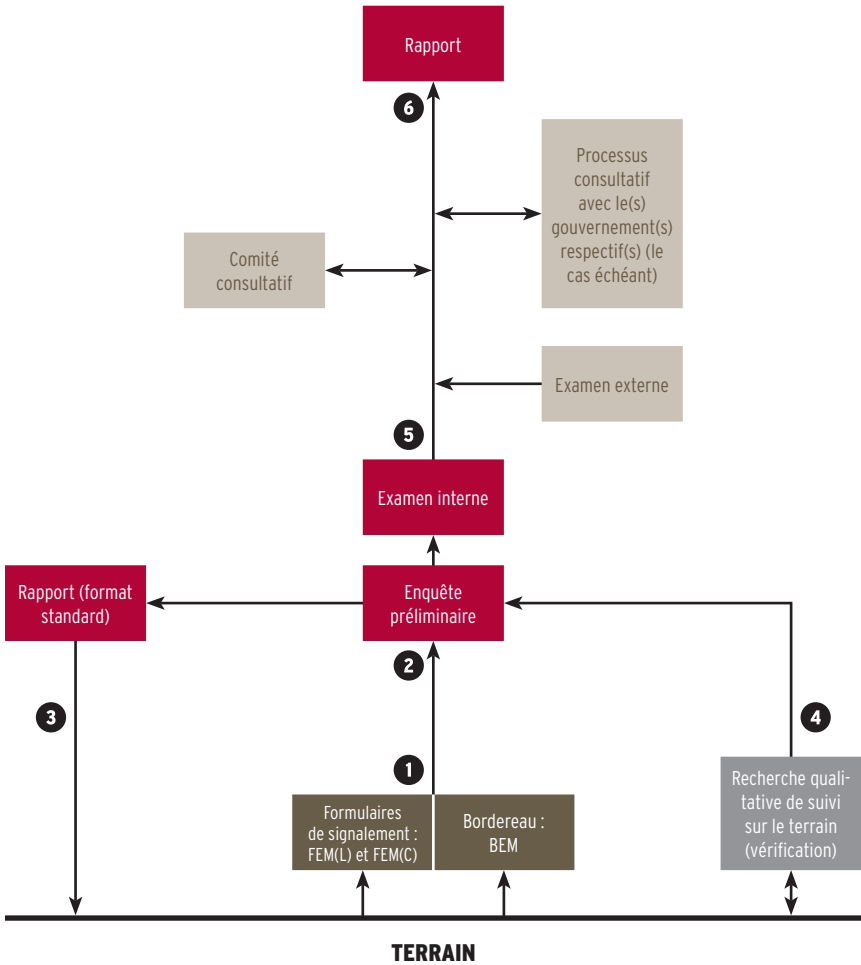 Rapport
6
Processus
consultatif
avec le(s)
gouvernement(s)
respectif(s) (le
cas échéant)
Comité
consultatif
Examen externe
5
Examen interne
Rapport (format
standard)
Enquête
préliminaire
2
3
4
1
Formulaires
de signalement :
FEM(L) et FEM(C)
Bordereau :
BEM
Recherche quali-
tative de suivi
sur le terrain
(vérification)
TERRAIN